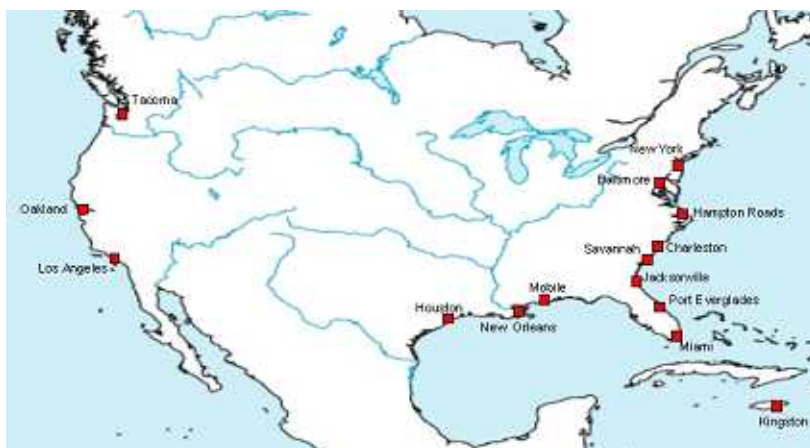 Tacoma
New York
Baltimore
Oakland
Hampton Roads
Charleston
Savannah
Los Angeles
Jacksonville
Mobile
Port Everglades
Houston
New Orleans
Miami
Kingston